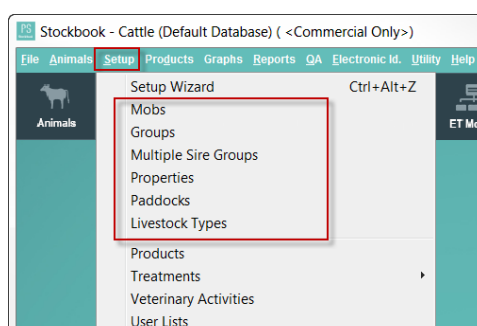 PS Stockbook - Cattle (Default Database) ( <Commercial Only>)
File Animals Setup Products Graphs Reports QA Electronic Id. Utility Help
Animals
Setup Wizard Ctrl+Alt+Z
Mobs
Groups
Multiple Sire Groups
Properties
Paddocks
Livestock Types
Products
Treatments
Veterinary Activities
User Lists
ET